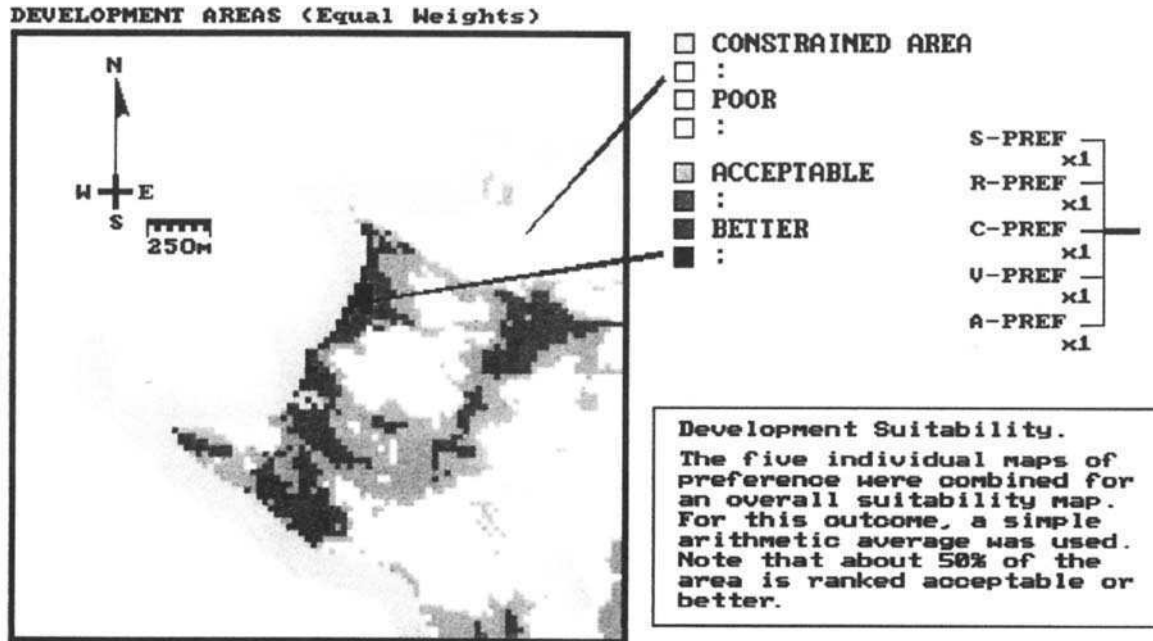 DEVELOPMENT AREAS (Equal Weights)
N
W E
S
250M
CONSTRAINED AREA
:
POOR
:
ACCEPTABLE
:
BETTER
:
S-PREF
x1
R-PREF
x1
C-PREF
x1
V-PREF
x1
A-PREF
x1
Development Suitability.
The five individual maps of
preference were combined for
an overall suitability map.
For this outcome, a simple
arithmetic average was used.
Note that about 50% of the
area is ranked acceptable or
better.